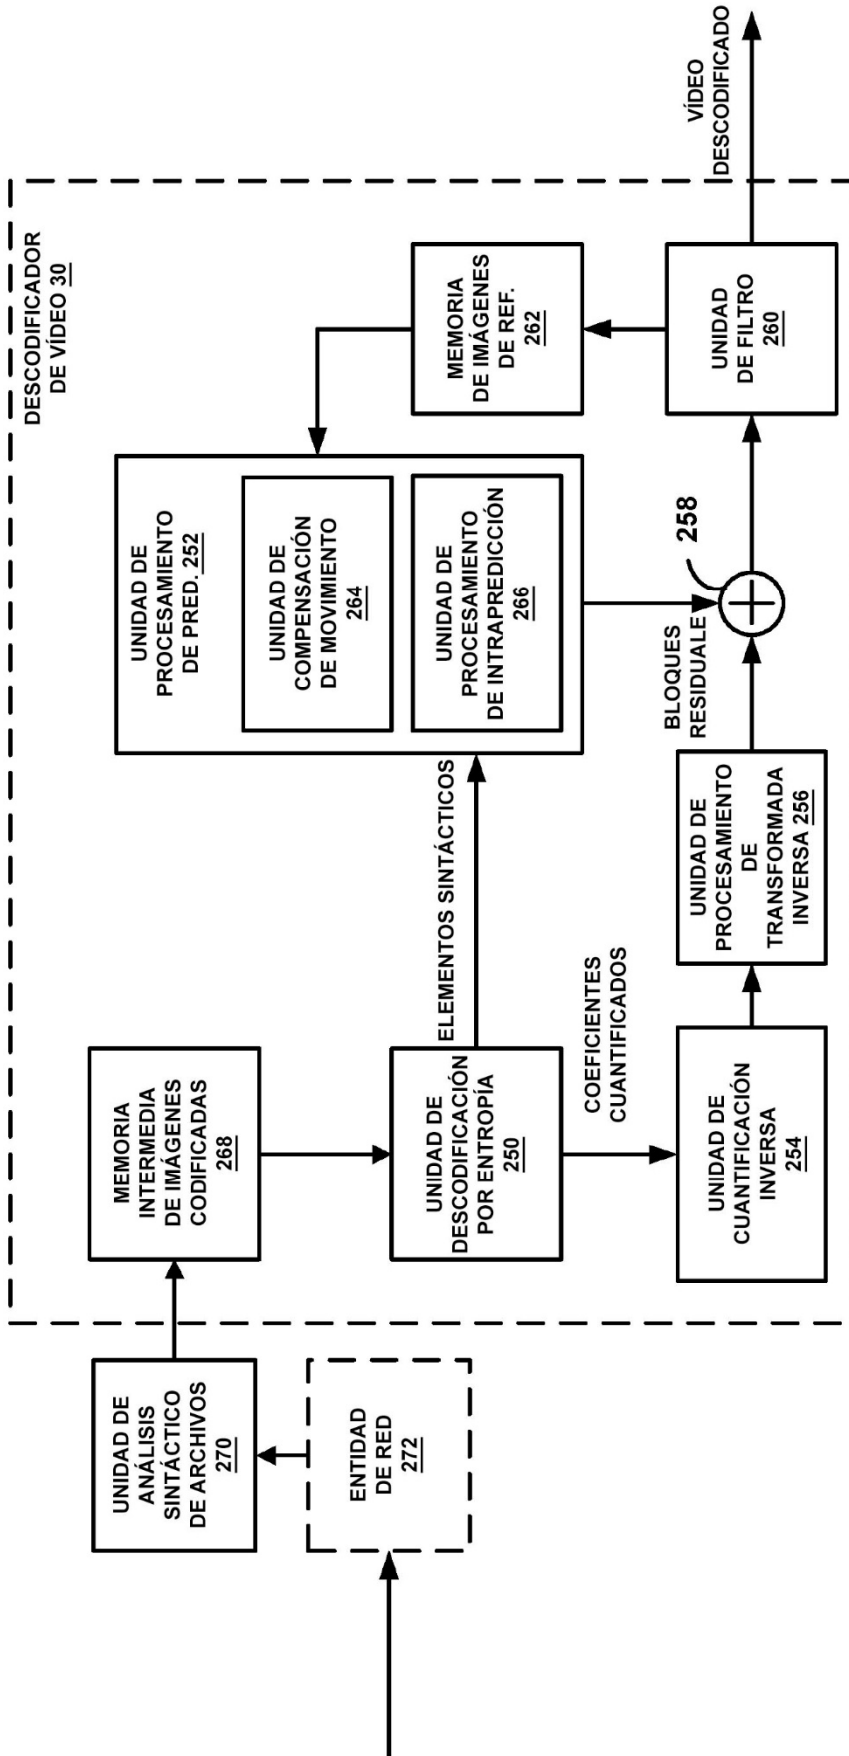 DESCODIFICADOR
DE VÍDEO 30
UNIDAD DE
ANÁLISIS
SINTÁCTICO
DE ARCHIVOS
270
ENTIDAD
DE RED
272
MEMORIA
INTERMEDIA
DE IMÁGENES
CODIFICADAS
268
UNIDAD DE
DESCODIFICACIÓN
POR ENTROPÍA
250
ELEMENTOS SINTÁCTICOS
COEFICIENTES
CUANTIFICADOS
UNIDAD DE
CUANTIFICACIÓN
INVERSA
254
UNIDAD DE
PROCESAMIENTO
DE
TRANSFORMADA
INVERSA 256
BLOQUES
RESIDUALE
258
UNIDAD DE
PROCESAMIENTO
DE PRED. 252
UNIDAD DE
COMPENSACIÓN
DE MOVIMIENTO
264
UNIDAD DE
PROCESAMIENTO
DE INTRAPREDICCIÓN
266
MEMORIA
DE IMÁGENES
DE REF.
262
UNIDAD
DE FILTRO
260
VÍDEO
DESCODIFICADO